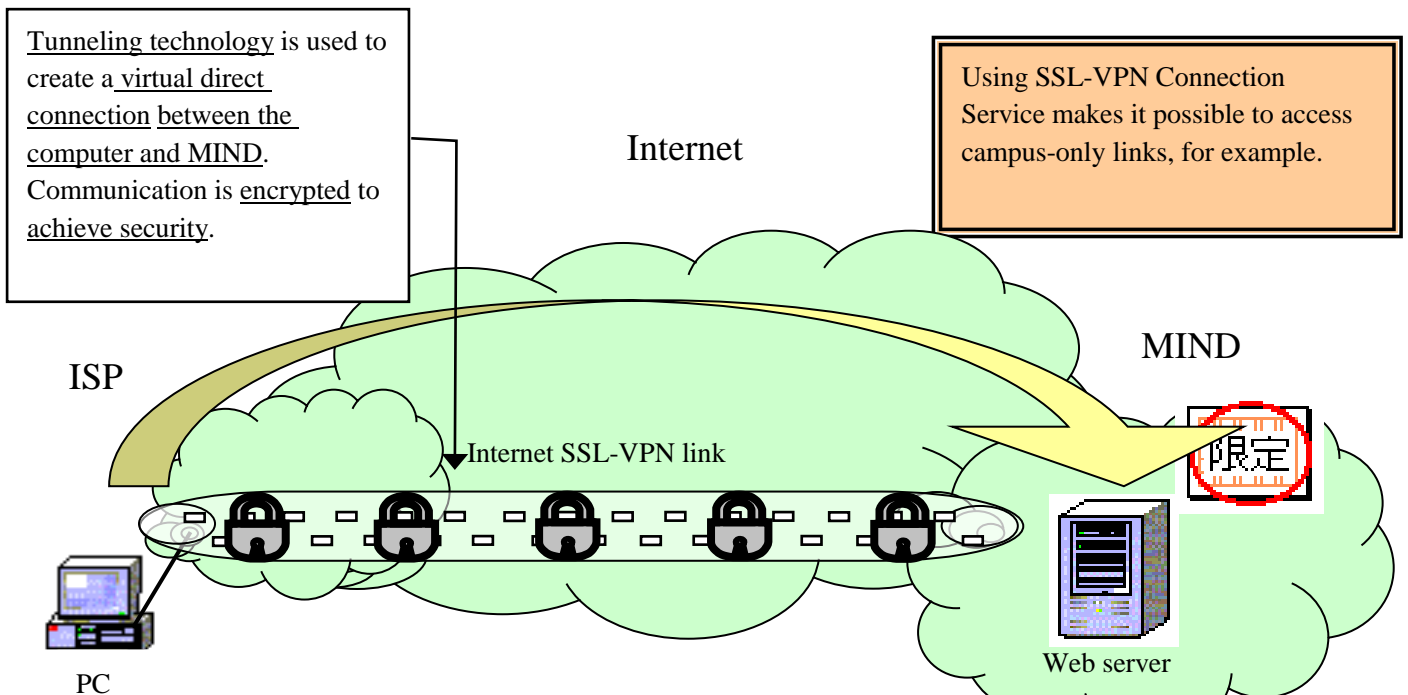 Tunneling technology is used to
create a virtual direct
connection between the
computer and MIND.
Communication is encrypted to
achieve security.
Using SSL-VPN Connection
Service makes it possible to access
campus-only links, for example.
Internet
ISP
MIND
限定
Internet SSL-VPN link
PC
Web server